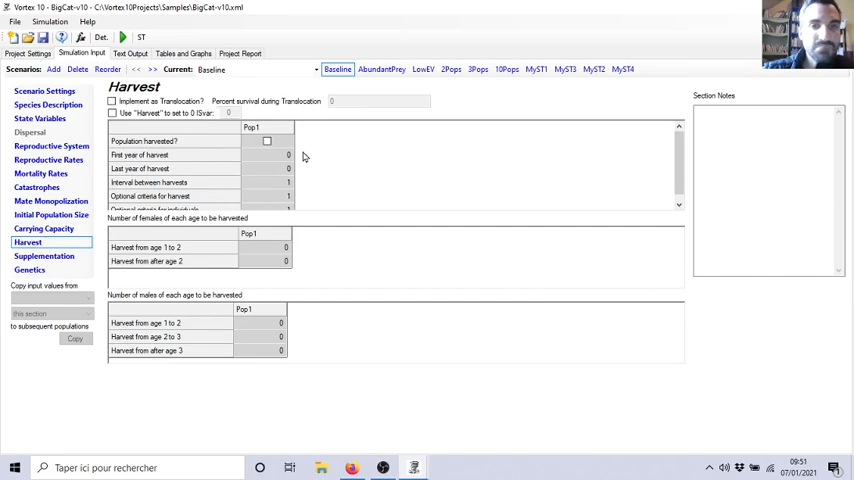 Vortex 10 - BigCat-v10 - C:\Vortex10Projects\Samples\BigCat-v10.xml
File Simulation Help
Det. ST
Project Settings Simulation Input Text Output Tables and Graphs Project Report
Scenarios: Add Delete Reorder << >> Current: Baseline Baseline AbundantPrey LowEV 2Pops 3Pops 10Pops MyST1 MyST3 MyST2 MyST4
Harvest
Section Notes
Scenario Settings
Species Description
State Variables
Dispersal
Reproductive System
Reproductive Rates
Mortality Rates
Catastrophes
Mate Monopolization
Initial Population Size
Carrying Capacity
Harvest
Supplementation
Genetics
Copy input values from
this section
to subsequent populations
Copy
Implement as Translocation? Percent survival during Translocation 0
Use "Harvest" to set to 0 ISvar: 0
Pop1
Population harvested?
First year of harvest 0
Last year of harvest 0
Interval between harvests 1
Optional criteria for harvest 1
Optional criteria for individuals 1
Number of females of each age to be harvested
Pop1
Harvest from age 1 to 2 0
Harvest from after age 2 0
Number of males of each age to be harvested
Pop1
Harvest from age 1 to 2 0
Harvest from age 2 to 3 0
Harvest from after age 3 0
Taper ici pour rechercher
09:51
07/01/2021